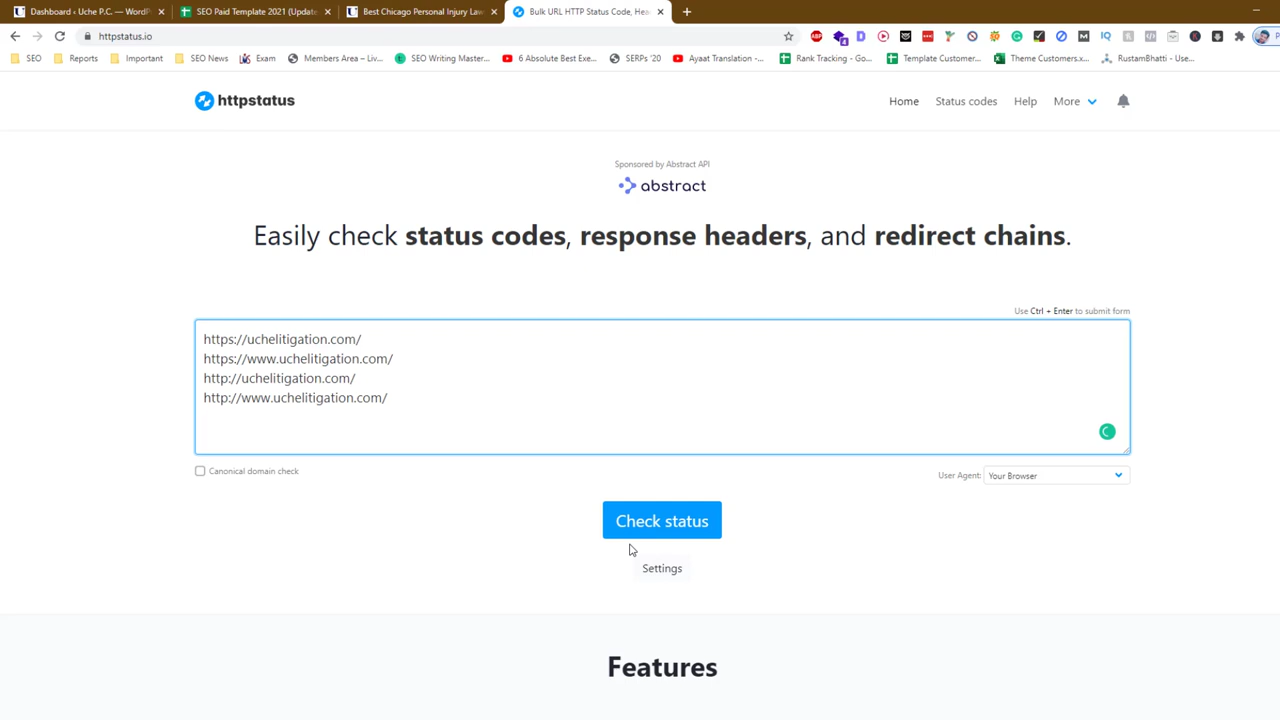 Dashboard ‹ Uche P.C. — WordP
SEO Paid Template 2021 (Update
Best Chicago Personal Injury Law
Bulk URL HTTP Status Code, Hea
httpstatus.io
SEO
Reports
Important
SEO News
Exam
Members Area – Liv...
SEO Writing Master...
6 Absolute Best Exe...
SERPs '20
Ayaat Translation -...
Rank Tracking - Go...
Template Customer...
Theme Customers.x...
RustamBhatti - Use...
httpstatus
Home
Status codes
Help
More
Sponsored by Abstract API
abstract
Easily check status codes, response headers, and redirect chains.
Use Ctrl + Enter to submit form
https://uchelitigation.com/
https://www.uchelitigation.com/
http://uchelitigation.com/
http://www.uchelitigation.com/
Canonical domain check
User Agent:
Your Browser
Check status
Settings
Features